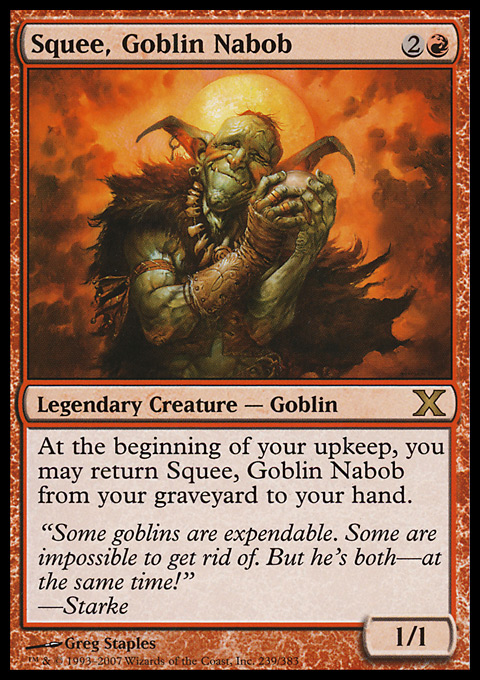 Squee, Goblin Nabob 2
Legendary Creature — Goblin X
At the beginning of your upkeep, you
may return Squee, Goblin Nabob
from your graveyard to your hand.
“Some goblins are expendable. Some are
impossible to get rid of. But he’s both—at
the same time!”
—Starke
Greg Staples
1/1
™ & © 1993–2007 Wizards of the Coast, Inc. 239/383